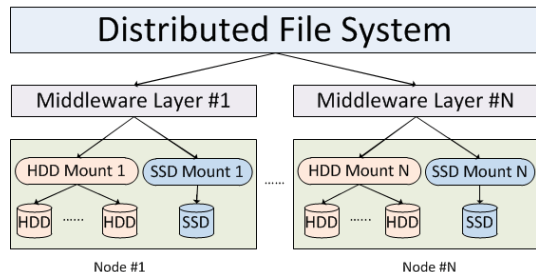 Distributed File System
Middleware Layer #1
Middleware Layer #N
HDD Mount 1
SSD Mount 1
......
HDD Mount N
SSD Mount N
HDD
......
HDD
SSD
HDD
......
HDD
SSD
Node #1
Node #N